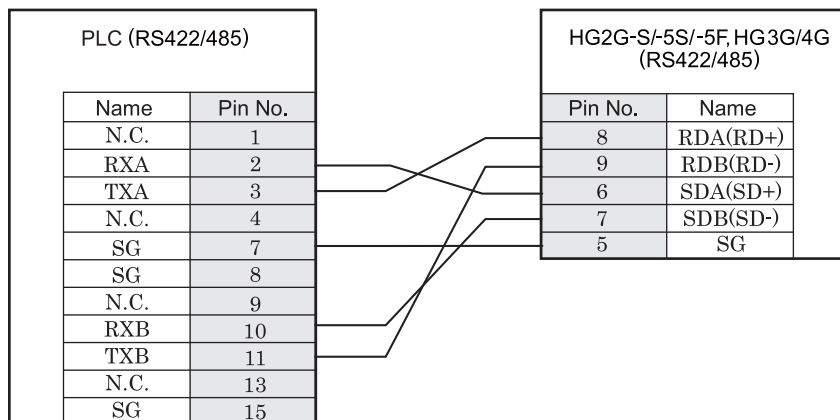 PLC (RS422/485)
Name Pin No.
N.C. 1
RXA 2
TXA 3
N.C. 4
SG 7
SG 8
N.C. 9
RXB 10
TXB 11
N.C. 13
SG 15
HG2G-S/-5S/-5F, HG3G/4G
(RS422/485)
Pin No. Name
8 RDA(RD+)
9 RDB(RD-)
6 SDA(SD+)
7 SDB(SD-)
5 SG